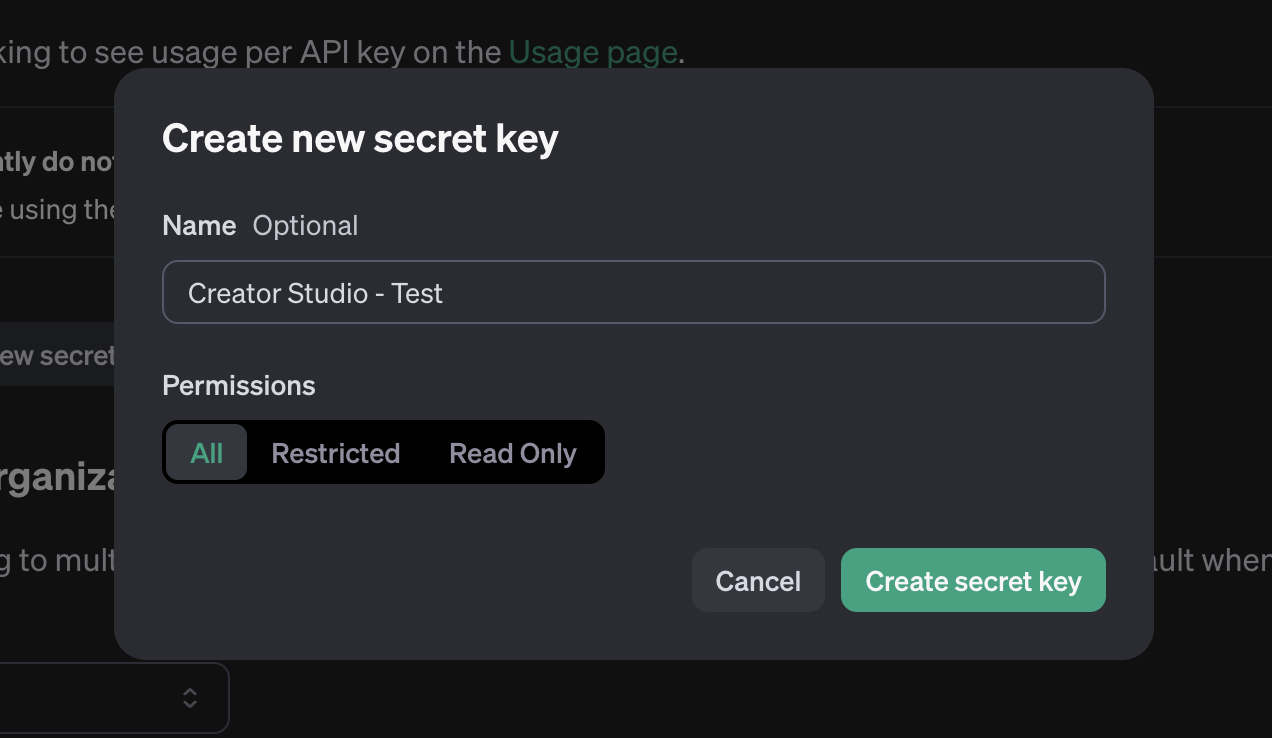 king to see usage per API key on the Usage page.
Create new secret key
ntly do not
Name Optional
e using the
Creator Studio - Test
ew secret
Permissions
All Restricted Read Only
rganiza
g to mult
ault when
Cancel Create secret key